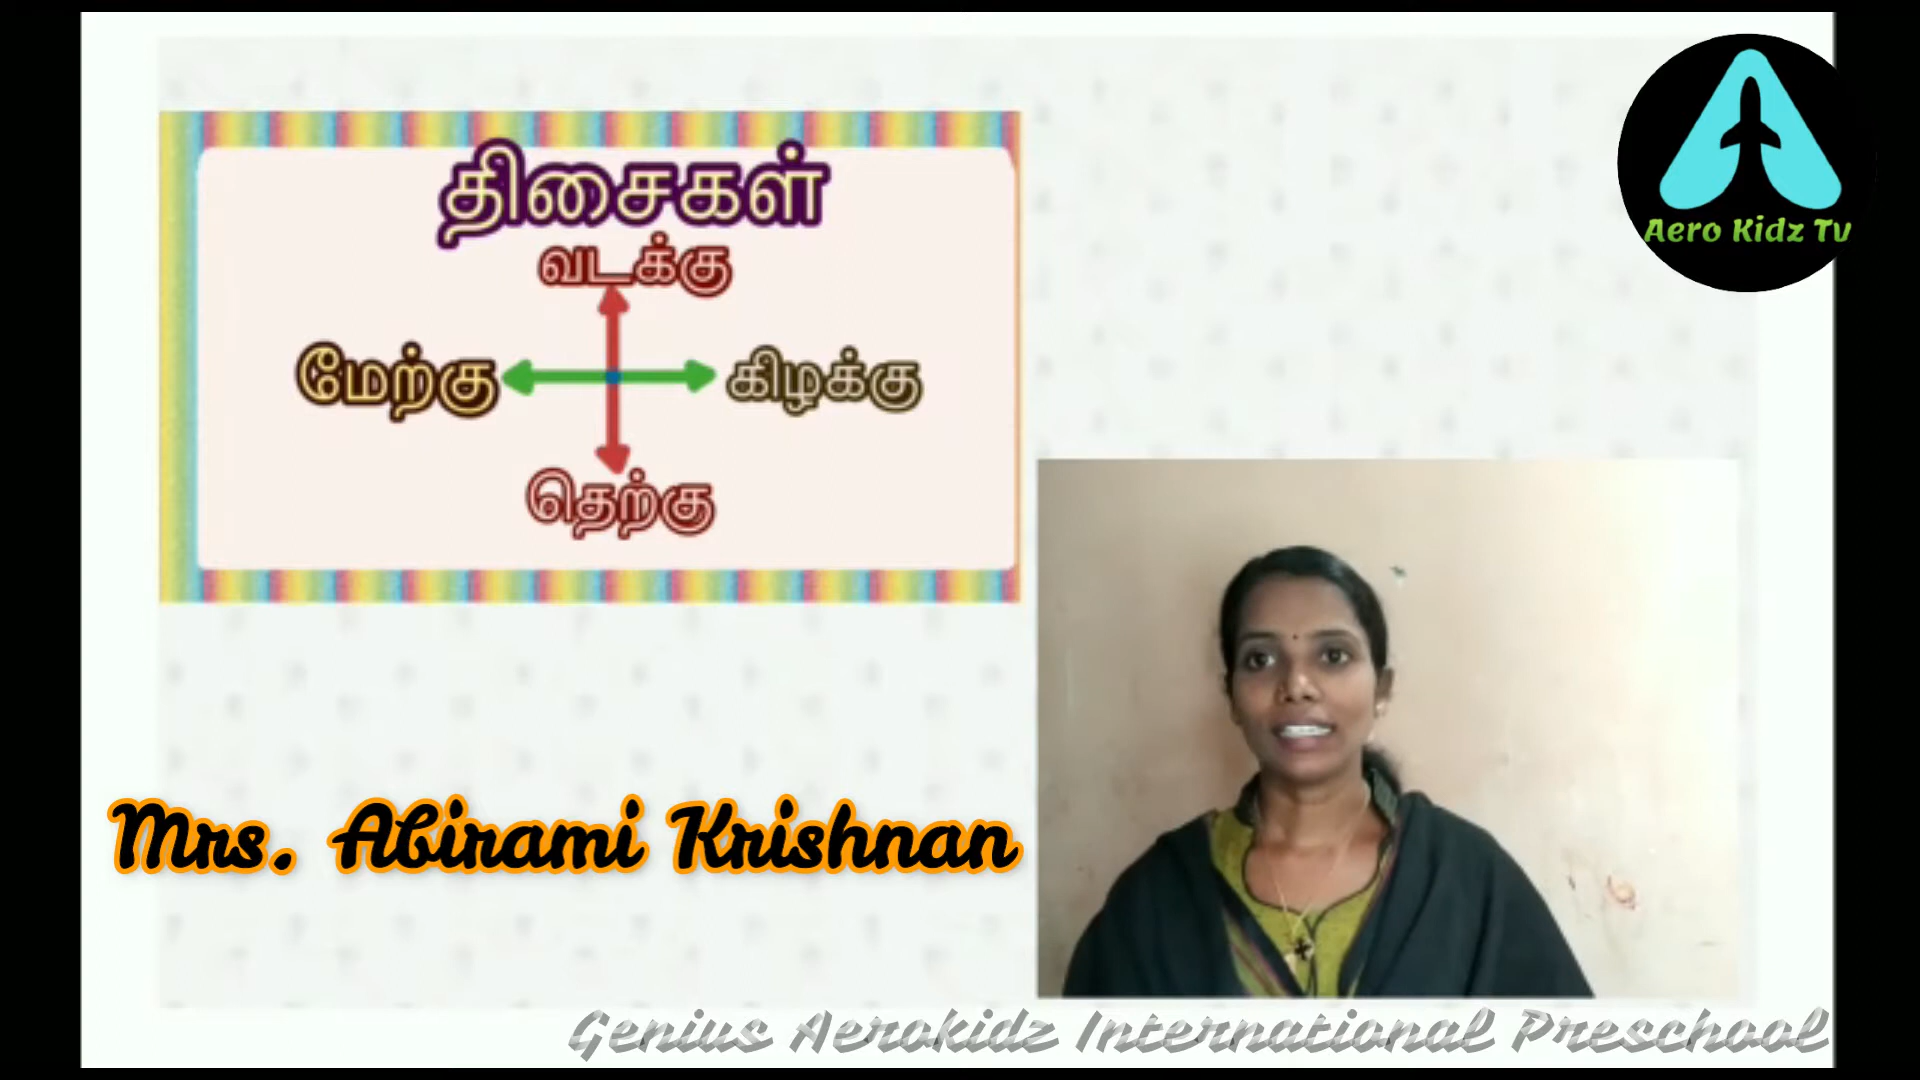 திசைகள்
வடக்கு
மேற்கு
கிழக்கு
தெற்கு
Aero Kidz Tv
Mrs. Abirami Krishnan
Genius Aerokidz International Preschool